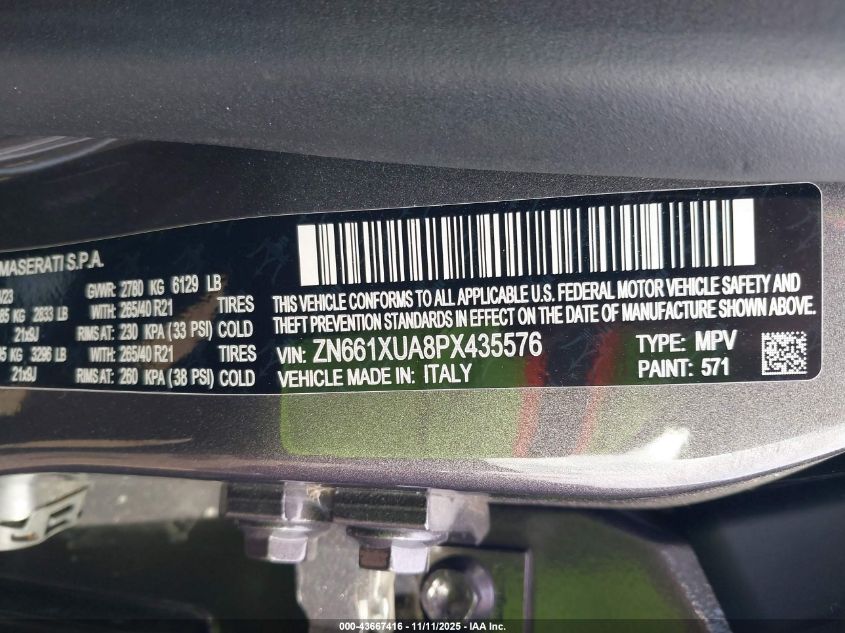 MASERATI S.P.A.
GVWR: 2780 KG 6129 LB
2833 LB WITH: 265/40 R21 TIRES
21x9J RIMS AT: 230 KPA (33 PSI) COLD
3296 LB WITH: 265/40 R21 TIRES
21x9J RIMS AT: 260 KPA (38 PSI) COLD
THIS VEHICLE CONFORMS TO ALL APPLICABLE U.S. FEDERAL MOTOR VEHICLE SAFETY AND
THEFT PREVENTION STANDARDS IN EFFECT ON THE DATE OF MANUFACTURE SHOWN ABOVE.
VIN: ZN661XUA8PX435576 TYPE: MPV
VEHICLE MADE IN: ITALY PAINT: 571
000-43667416 - 11/11/2025 - IAA Inc.